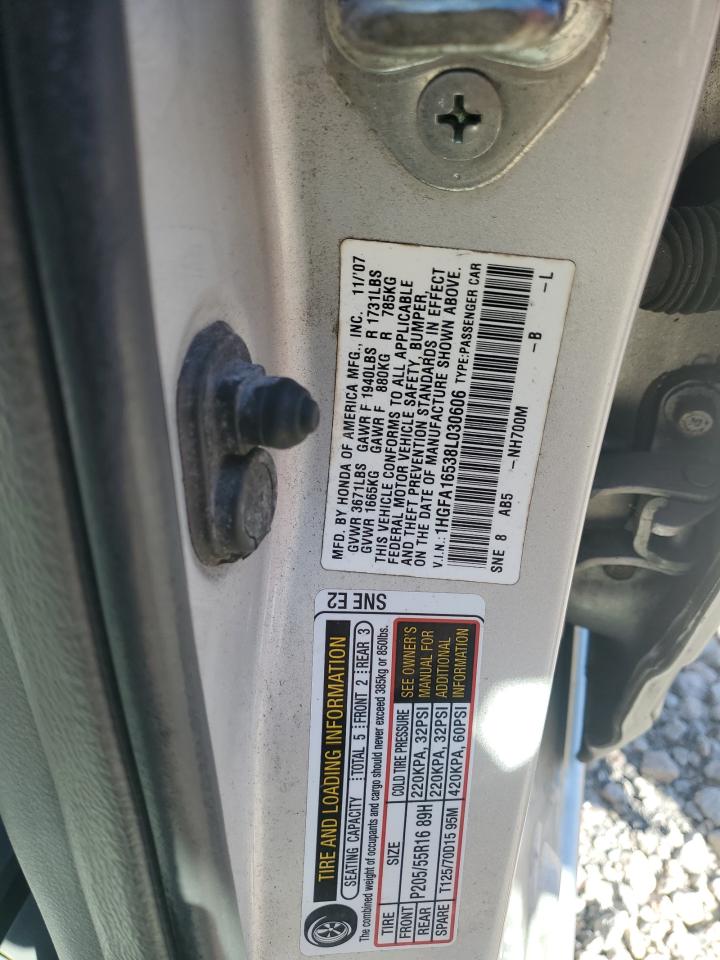 MFD. BY HONDA OF AMERICA MFG., INC. 11/'07
GVWR 3671LBS GAWR F 1940LBS R 1731LBS
GVWR 1665KG GAWR F 880KG R 785KG
THIS VEHICLE CONFORMS TO ALL APPLICABLE
FEDERAL MOTOR VEHICLE SAFETY, BUMPER,
AND THEFT PREVENTION STANDARDS IN EFFECT
ON THE DATE OF MANUFACTURE SHOWN ABOVE.
V.I.N.: 1HGFA16538L030606 TYPE:PASSENGER CAR
SNE 8 AB5 -NH700M -B -L
SNE E2
TIRE AND LOADING INFORMATION
SEATING CAPACITY TOTAL 5 FRONT 2 REAR 3
The combined weight of occupants and cargo should never exceed 385kg or 850lbs.
TIRE SIZE COLD TIRE PRESSURE SEE OWNER'S MANUAL FOR ADDITIONAL INFORMATION
FRONT P205/55R16 89H 220KPA, 32PSI
REAR 220KPA, 32PSI
SPARE T125/70D15 95M 420KPA, 60PSI